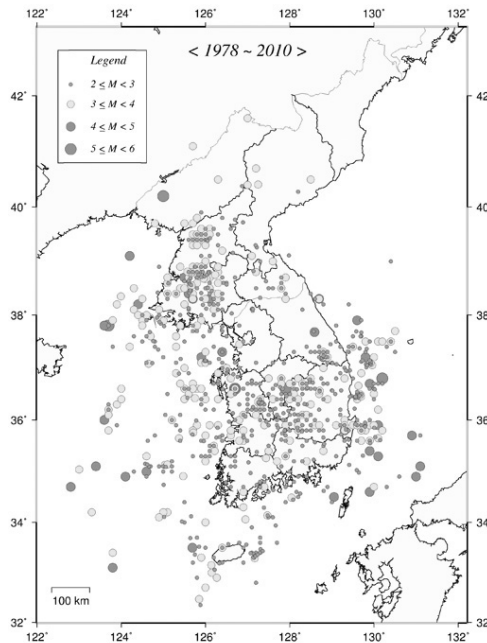 122˚ 124˚ 126˚ 128˚ 130˚ 132˚
Legend
2 ≤ M < 3
3 ≤ M < 4
4 ≤ M < 5
5 ≤ M < 6
< 1978 ~ 2010 >
42˚ 42˚
40˚ 40˚
38˚ 38˚
36˚ 36˚
34˚ 34˚
100 km
32˚ 32˚
122˚ 124˚ 126˚ 128˚ 130˚ 132˚